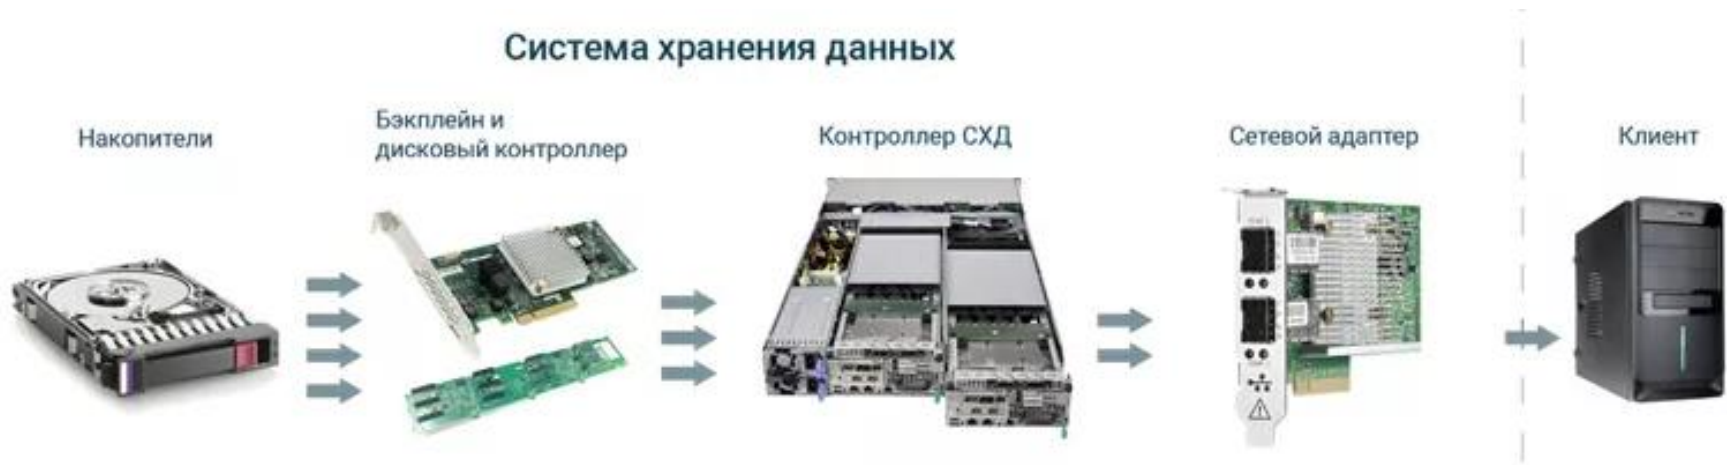 Система хранения данных
Накопители
Бэкплейн и
дисковый контроллер
Контроллер СХД
Сетевой адаптер
Клиент